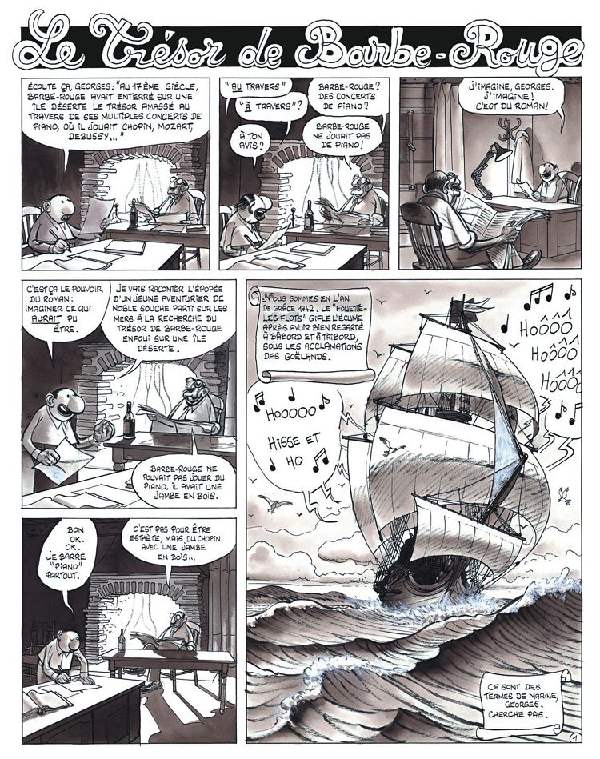 Le Trésor de Barbe-Rouge
ÉCOUTE ÇA, GEORGES. "AU 17ÈME SIÈCLE,
BARBE-ROUGE AVAIT ENTERRÉ SUR UNE
ÎLE DÉSERTE LE TRÉSOR AMASSÉ AU
TRAVERS DE SES MULTIPLES CONCERTS DE
PIANO, OÙ IL JOUAIT CHOPIN, MOZART,
DEBUSSY..."
"AU TRAVERS"
"À TRAVERS"?
À TON
AVIS?
BARBE-ROUGE?
DES CONCERTS
DE PIANO?
BARBE-ROUGE
NE JOUAIT PAS
DE PIANO!
J'IMAGINE, GEORGES.
J'IMAGINE!
C'EST DU ROMAN!
C'EST ÇA LE POUVOIR
DU ROMAN:
IMAGINER CE QUI
AURAIT PU
ÊTRE.
JE VAIS RACONTER L'ÉPOPÉE
D'UN JEUNE AVENTURIER DE
NOBLE SOUCHE PARTI SUR LES
MERS À LA RECHERCHE DU
TRÉSOR DE BARBE-ROUGE
ENFOUI SUR UNE ÎLE
DÉSERTE.
BARBE-ROUGE NE
POUVAIT PAS JOUER DU
PIANO, IL AVAIT UNE
JAMBE EN BOIS.
BON
OK.
OK.
JE BARRE
"PIANO"
PARTOUT.
C'EST PAS POUR ÊTRE
ESTHÈTE, MAIS DU CHOPIN
AVEC UNE JAMBE
EN BOIS...
NOUS SOMMES EN L'AN
DE GRÂCE 1742. LE "FOUETTE-
LES-FLOTS" GIFLE L'ÉCUME
APRÈS AVOIR BIEN REGARDÉ
À BÂBORD ET À TRIBORD,
SOUS LES ACCLAMATIONS
DES GOÉLANDS.
HOÔÔÔ
HOÔÔÔ
HOÔÔÔ
HOOOOO
HISSE ET
HO
CE SONT DES
TERMES DE MARINE,
GEORGES.
CHERCHE PAS.
1